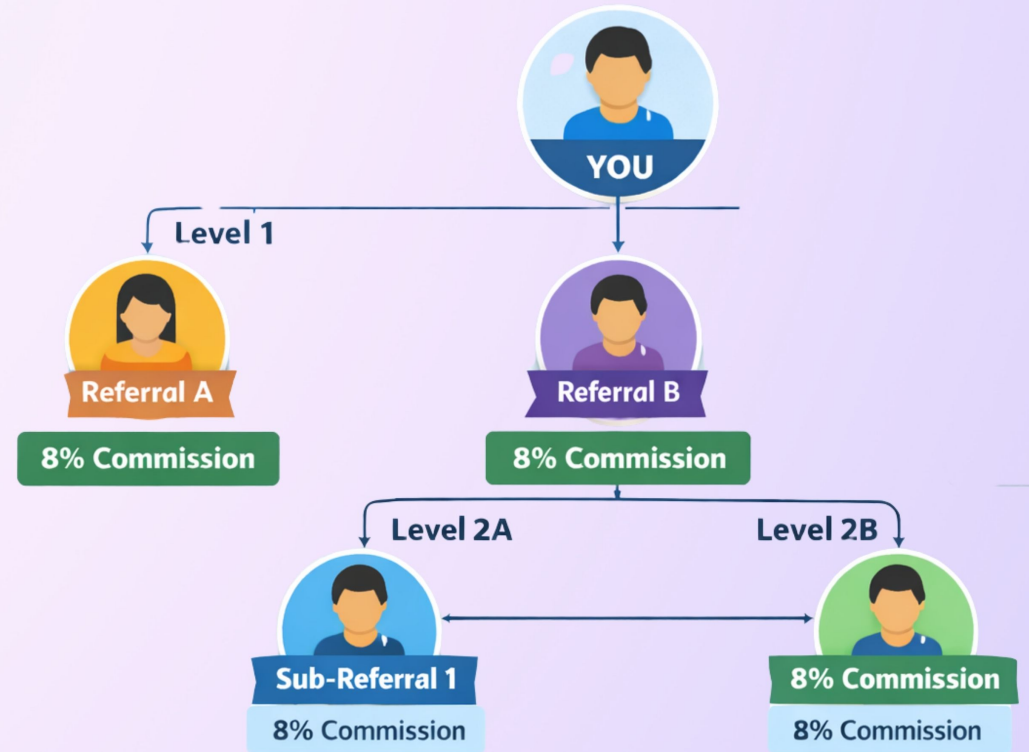 YOU
Level 1
Referral A
Referral B
8% Commission
8% Commission
Level 2A
Level 2B
Sub-Referral 1
8% Commission
8% Commission
8% Commission